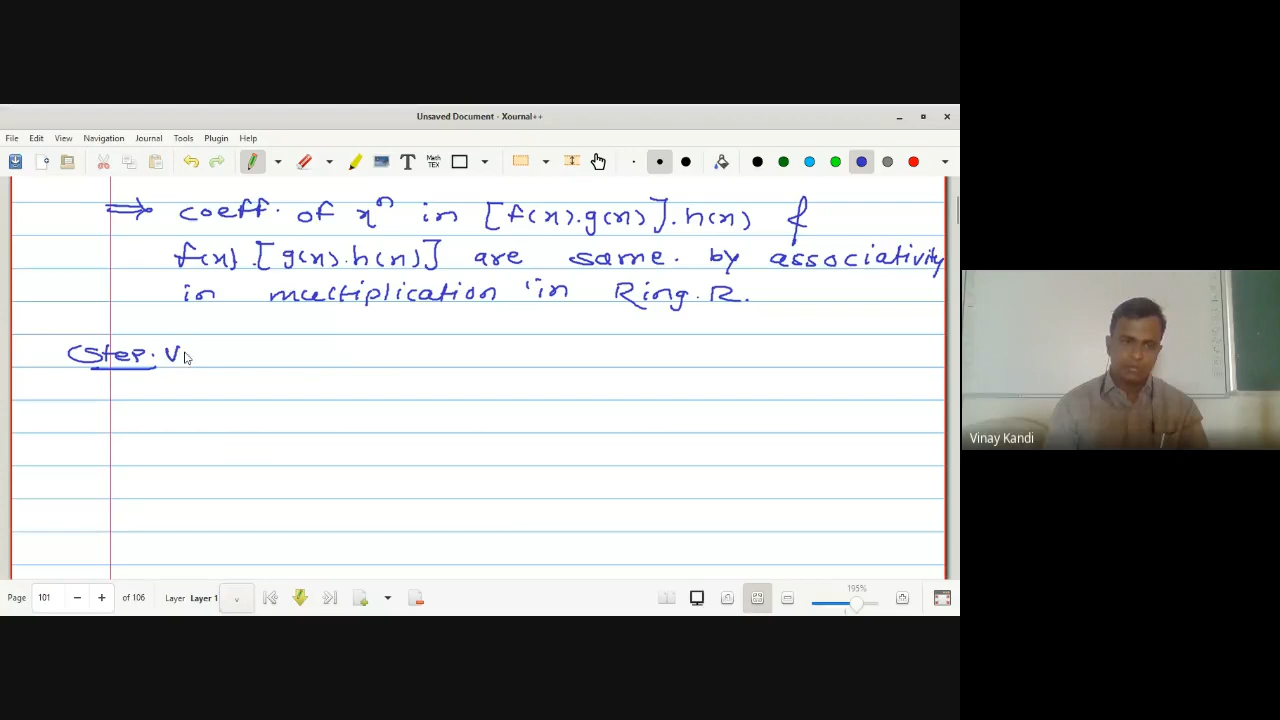 Unsaved Document - Xournal++
File Edit View Navigation Journal Tools Plugin Help
⇒ coeff. of xⁿ in [f(x).g(x)].h(x) &
f(x).[g(x).h(x)] are same. by associativity
in multiplication in Ring. R.
Step. V
Vinay Kandi
Page 101 of 106 Layer Layer 1 195%